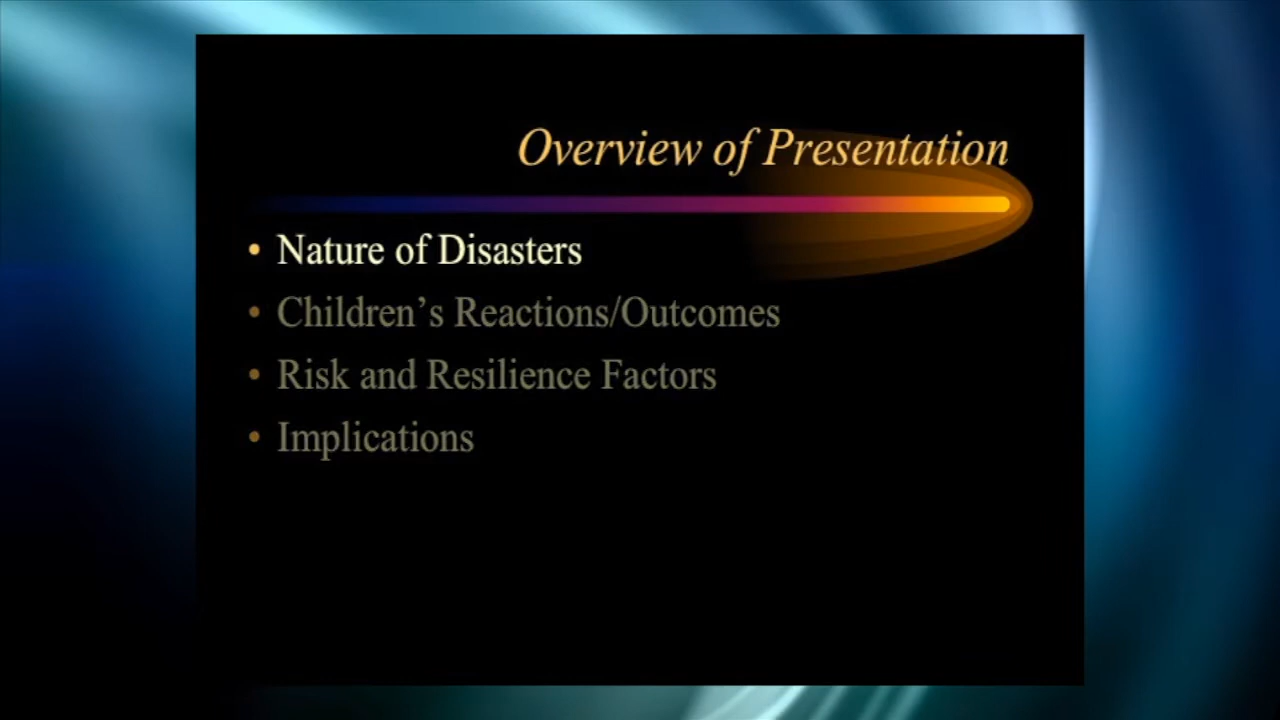 Overview of Presentation
• Nature of Disasters
• Children’s Reactions/Outcomes
• Risk and Resilience Factors
• Implications